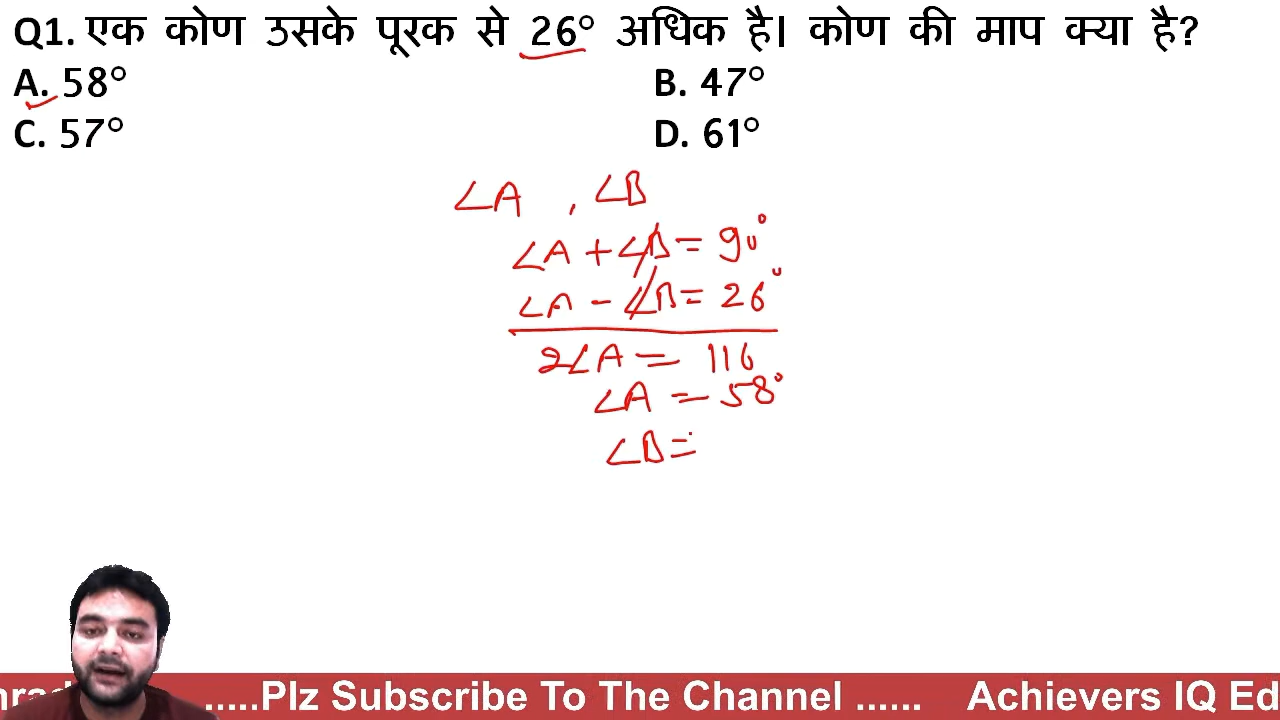 Q1. एक कोण उसके पूरक से 26° अधिक है। कोण की माप क्या है?
A. 58° B. 47°
C. 57° D. 61°
∠A , ∠B
∠A + ∠B = 90°
∠A - ∠B = 26°
2∠A = 116
∠A = 58°
∠B =
.....Plz Subscribe To The Channel ...... Achievers IQ Ed